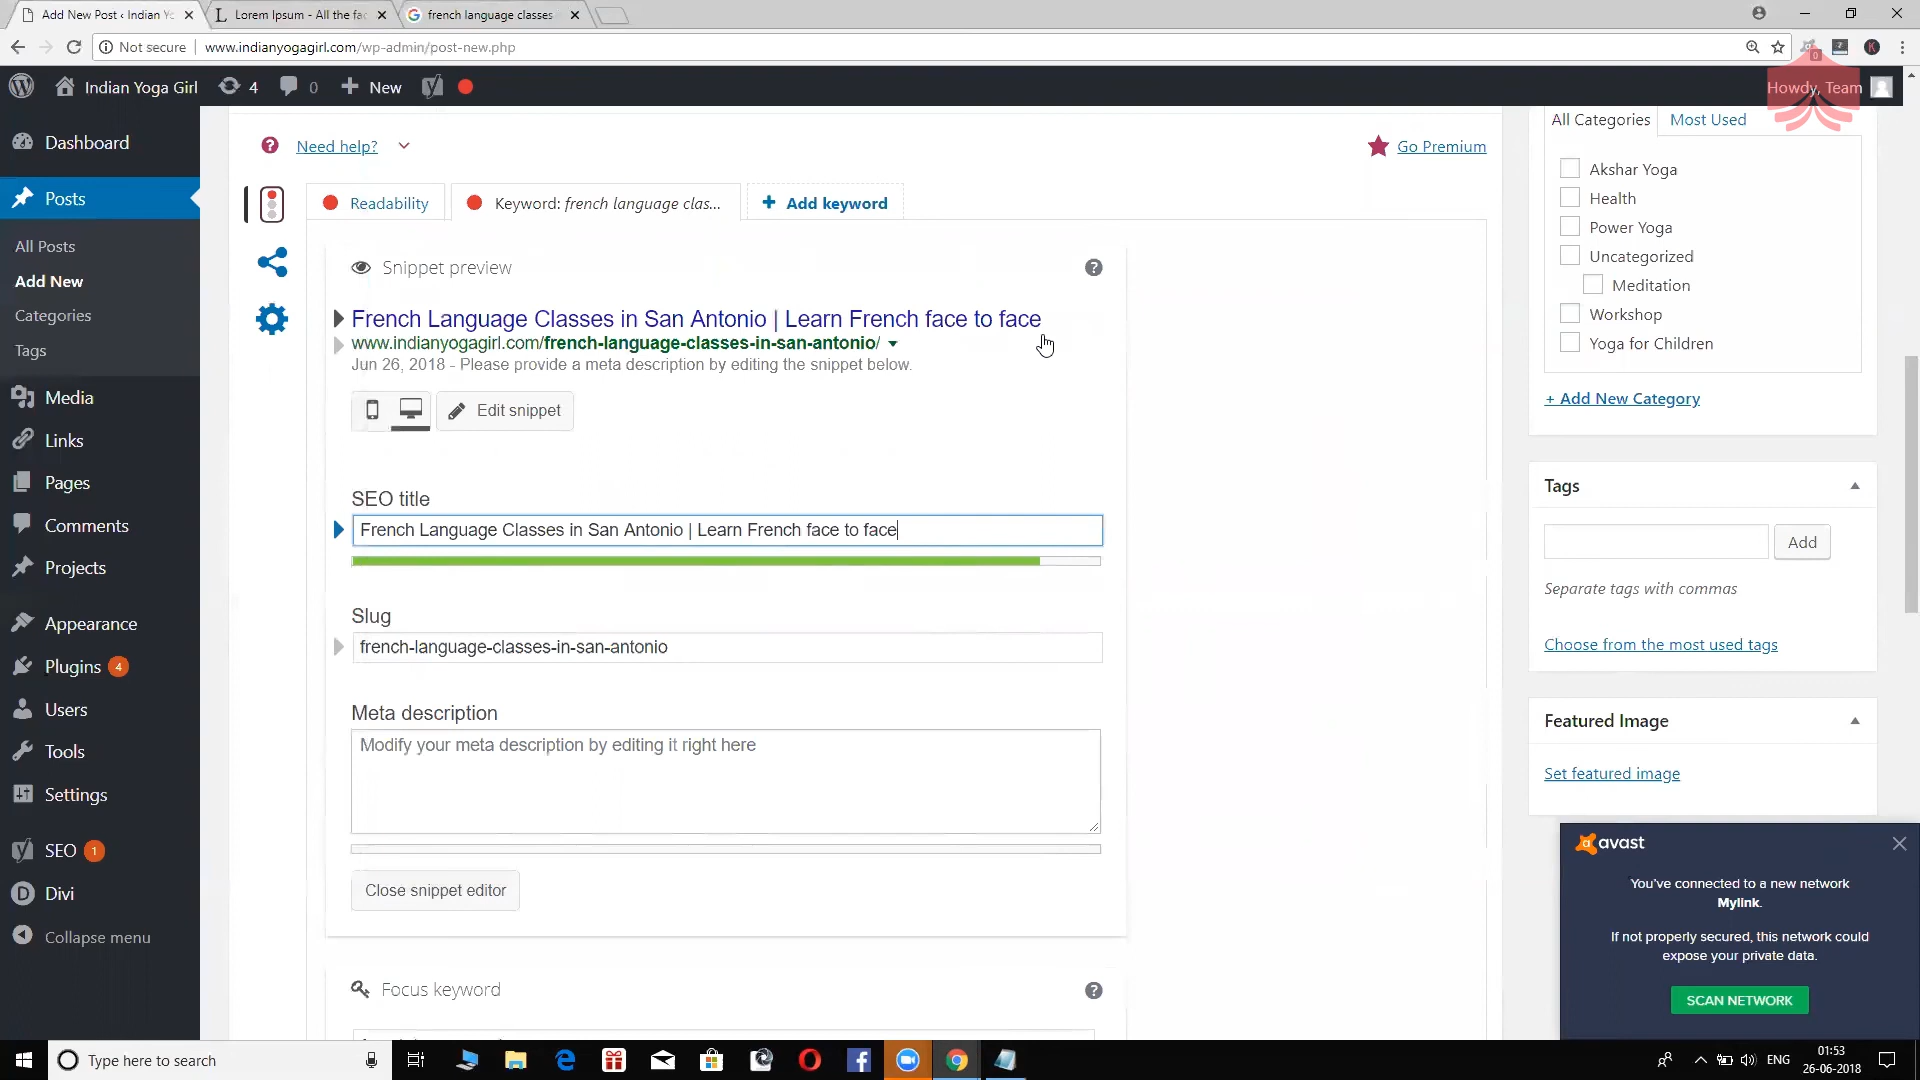 Add New Post ‹ Indian Yo
Lorem Ipsum - All the fac
french language classes
Not secure
www.indianyogagirl.com/wp-admin/post-new.php
Indian Yoga Girl
4
0
New
Howdy, Team
Dashboard
Posts
All Posts
Add New
Categories
Tags
Media
Links
Pages
Comments
Projects
Appearance
Plugins 4
Users
Tools
Settings
SEO 1
Divi
Collapse menu
Need help?
Go Premium
Readability
Keyword: french language clas...
Add keyword
Snippet preview
French Language Classes in San Antonio | Learn French face to face
www.indianyogagirl.com/french-language-classes-in-san-antonio/
Jun 26, 2018 - Please provide a meta description by editing the snippet below.
Edit snippet
SEO title
French Language Classes in San Antonio | Learn French face to face
Slug
french-language-classes-in-san-antonio
Meta description
Modify your meta description by editing it right here
Close snippet editor
Focus keyword
All Categories
Most Used
Akshar Yoga
Health
Power Yoga
Uncategorized
Meditation
Workshop
Yoga for Children
+ Add New Category
Tags
Add
Separate tags with commas
Choose from the most used tags
Featured Image
Set featured image
avast
You've connected to a new network
Mylink.
If not properly secured, this network could
expose your private data.
SCAN NETWORK
Type here to search
ENG
01:53
26-06-2018